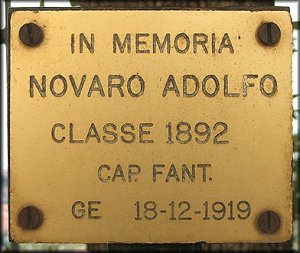 IN MEMORIA
NOVARO ADOLFO
CLASSE 1892
CAP. FANT.
GE 18-12-1919